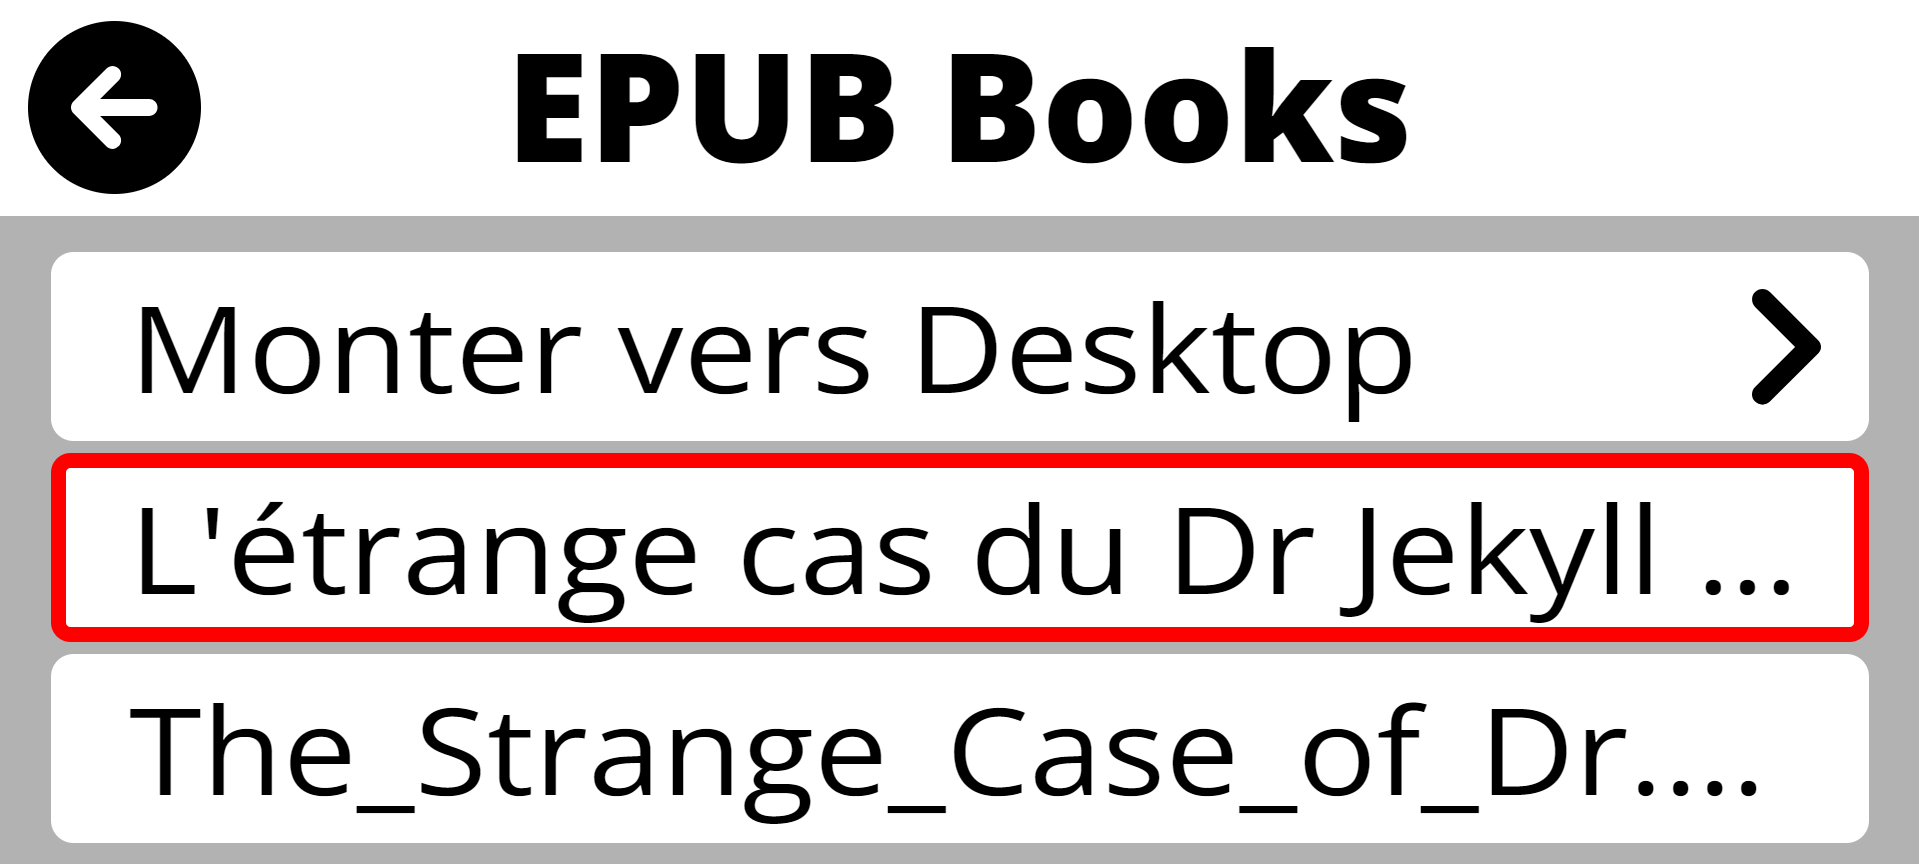 EPUB Books
Monter vers Desktop
L'étrange cas du Dr Jekyll ...
The_Strange_Case_of_Dr....